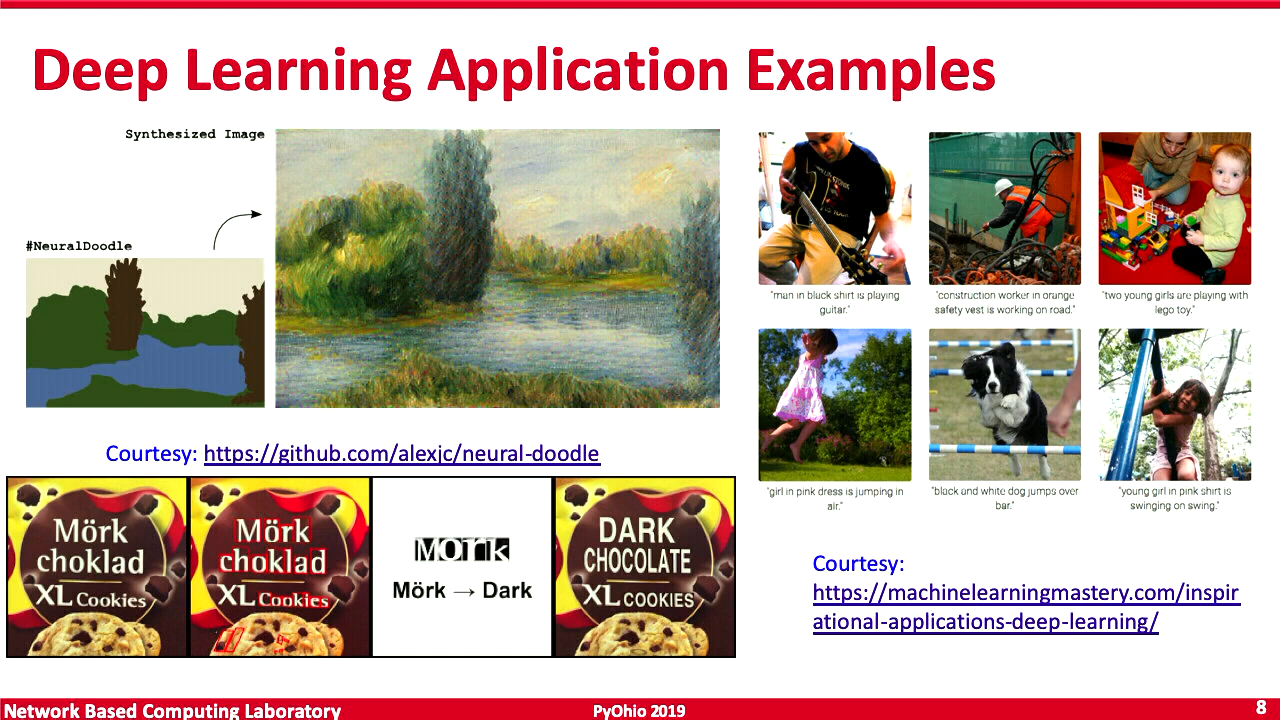 Deep Learning Application Examples
Synthesized Image
#NeuralDoodle
Courtesy: https://github.com/alexjc/neural-doodle
Mörk
choklad
XL Cookies
Mörk
choklad
XL Cookies
Mörk
Mörk → Dark
DARK
CHOCOLATE
XL COOKIES
"man in black shirt is playing
guitar."
"construction worker in orange
safety vest is working on road."
"two young girls are playing with
lego toy."
"girl in pink dress is jumping in
air."
"black and white dog jumps over
bar."
"young girl in pink shirt is
swinging on swing."
Courtesy:
https://machinelearningmastery.com/inspir
ational-applications-deep-learning/
Network Based Computing Laboratory
PyOhio 2019
8